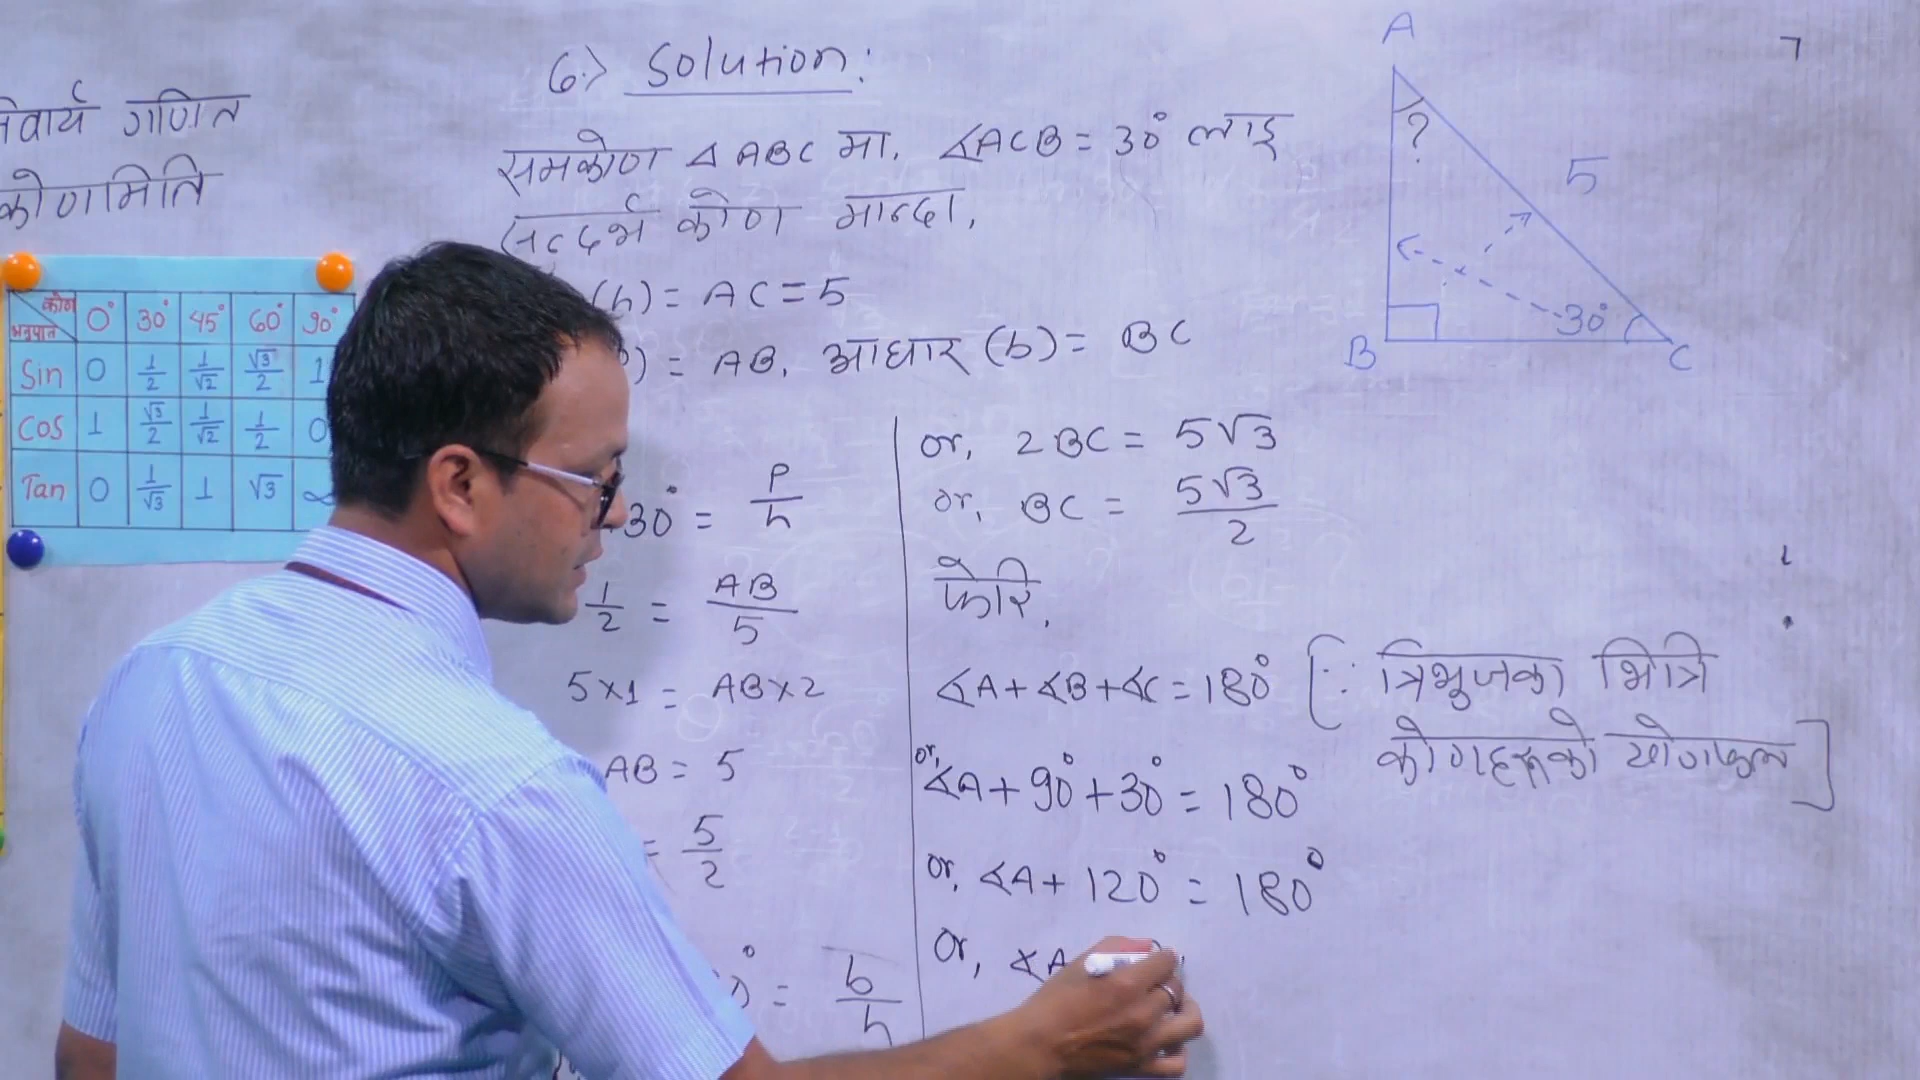 गणित
कोणमिति
कोण 0° 30° 45° 60° 90°
अनुपात
Sin 0 1/2 1/√2 √3/2 1
Cos 1 √3/2 1/√2 1/2 0
Tan 0 1/√3 1 √3 ∞
6.) Solution:
समकोण ∆ ABC मा, ∡ACB = 30° लाइ
सन्दर्भ कोण मान्दा,
(h) = AC = 5
) = AB, आधार (b) = BC
30° = P/h
1/2 = AB/5
5×1 = AB×2
AB = 5
= 5/2
= b/h
or, 2BC = 5√3
or, BC = 5√3/2
फेरि,
∡A + ∡B + ∡C = 180° [∵ त्रिभुजका भित्रि
कोणहरूको योगफल]
or, ∡A + 90° + 30° = 180°
or, ∡A + 120° = 180°
or, ∡A
A
?
5
30°
B
C